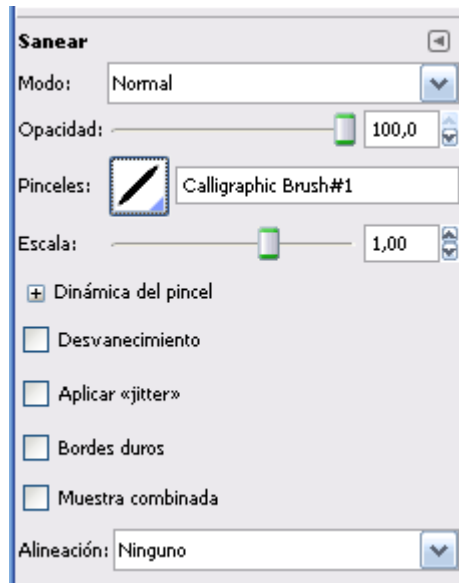 Sanear
Modo: Normal
Opacidad: 100,0
Pinceles: Calligraphic Brush#1
Escala: 1,00
Dinámica del pincel
Desvanecimiento
Aplicar «jitter»
Bordes duros
Muestra combinada
Alineación: Ninguno